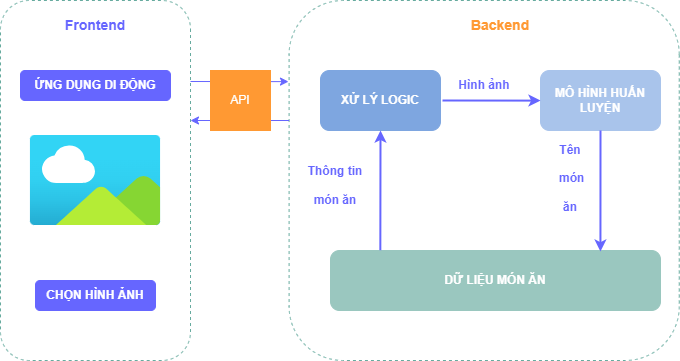 Frontend
ỨNG DỤNG DI ĐỘNG
CHỌN HÌNH ẢNH
API
Backend
XỬ LÝ LOGIC
Hình ảnh
MÔ HÌNH HUẤN
LUYỆN
Tên
món
ăn
Thông tin
món ăn
DỮ LIỆU MÓN ĂN